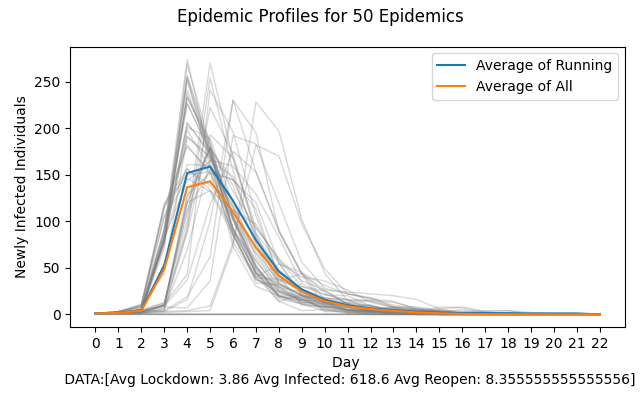 Epidemic Profiles for 50 Epidemics
Average of Running
Average of All
Newly Infected Individuals
250
200
150
100
50
0
0 1 2 3 4 5 6 7 8 9 10 11 12 13 14 15 16 17 18 19 20 21 22
Day
DATA:[Avg Lockdown: 3.86 Avg Infected: 618.6 Avg Reopen: 8.355555555555556]